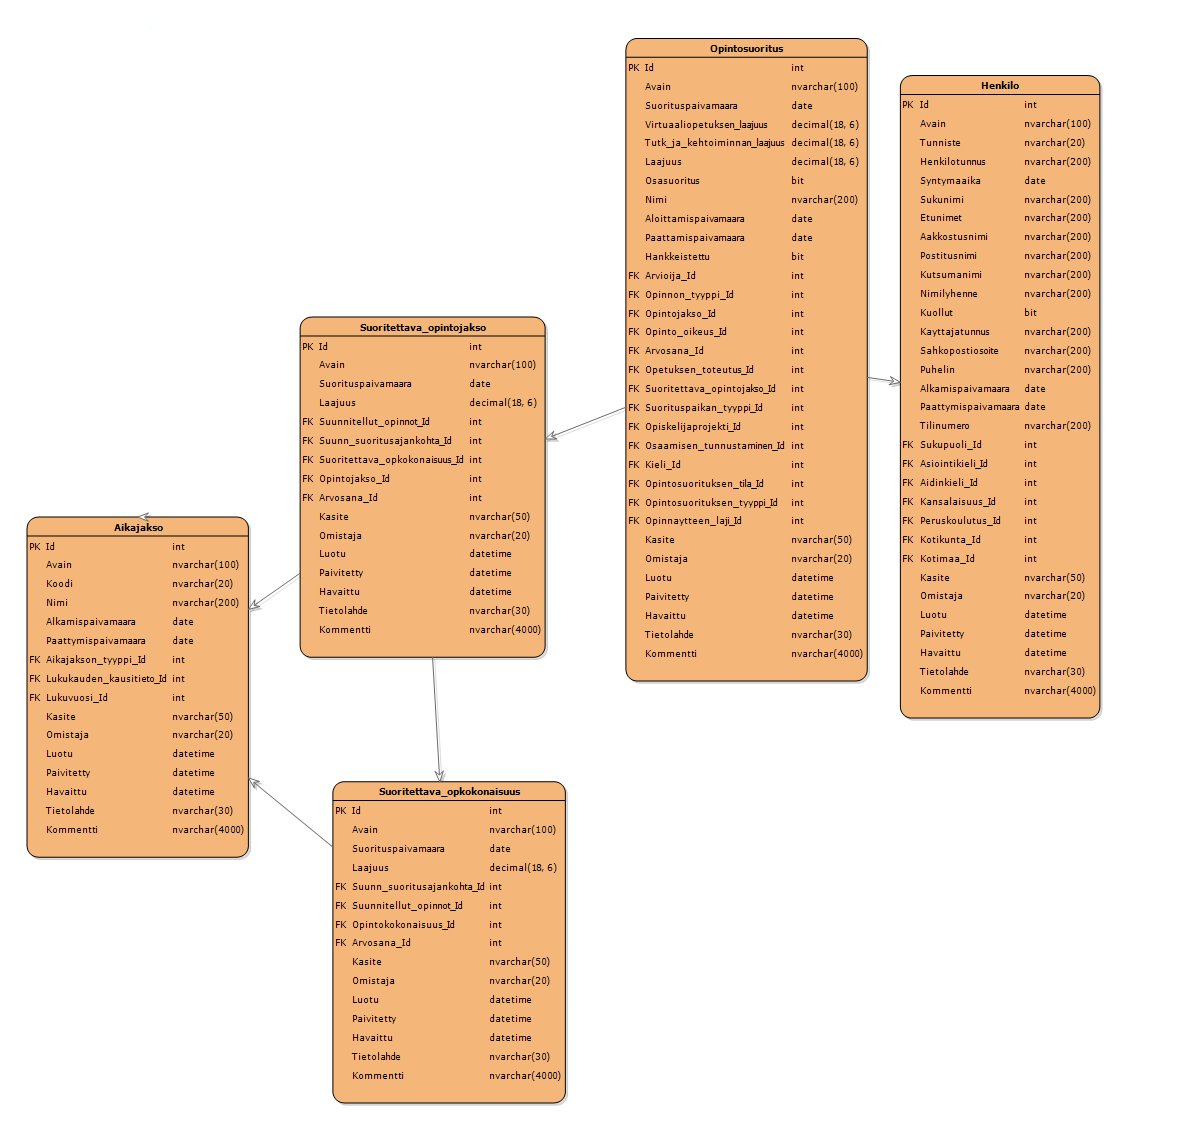 Opintosuoritus
PK Id int
Avain nvarchar(100)
Suorituspaivamaara date
Virtuaaliopetuksen_laajuus decimal(18, 6)
Tutk_ja_kehtoiminnan_laajuus decimal(18, 6)
Laajuus decimal(18, 6)
Osasuoritus bit
Nimi nvarchar(200)
Aloittamispaivamaara date
Paattamispaivamaara date
Hankkeistettu bit
FK Arvioija_Id int
FK Opinnon_tyyppi_Id int
FK Opintojakso_Id int
FK Opinto_oikeus_Id int
FK Arvosana_Id int
FK Opetuksen_toteutus_Id int
FK Suoritettava_opintojakso_Id int
FK Suorituspaikan_tyyppi_Id int
FK Opiskelijaprojekti_Id int
FK Osaamisen_tunnustaminen_Id int
FK Kieli_Id int
FK Opintosuorituksen_tila_Id int
FK Opintosuorituksen_tyyppi_Id int
FK Opinnaytteen_laji_Id int
Kasite nvarchar(50)
Omistaja nvarchar(20)
Luotu datetime
Paivitetty datetime
Havaittu datetime
Tietolahde nvarchar(30)
Kommentti nvarchar(4000)
Henkilo
PK Id int
Avain nvarchar(100)
Tunniste nvarchar(20)
Henkilotunnus nvarchar(200)
Syntymaaika date
Sukunimi nvarchar(200)
Etunimet nvarchar(200)
Aakkostusnimi nvarchar(200)
Postitusnimi nvarchar(200)
Kutsumanimi nvarchar(200)
Nimilyhenne nvarchar(200)
Kuollut bit
Kayttajatunnus nvarchar(200)
Sahkopostiosoite nvarchar(200)
Puhelin nvarchar(200)
Alkamispaivamaara date
Paattymispaivamaara date
Tilinumero nvarchar(200)
FK Sukupuoli_Id int
FK Asiointikieli_Id int
FK Aidinkieli_Id int
FK Kansalaisuus_Id int
FK Peruskoulutus_Id int
FK Kotikunta_Id int
FK Kotimaa_Id int
Kasite nvarchar(50)
Omistaja nvarchar(20)
Luotu datetime
Paivitetty datetime
Havaittu datetime
Tietolahde nvarchar(30)
Kommentti nvarchar(4000)
Suoritettava_opintojakso
PK Id int
Avain nvarchar(100)
Suorituspaivamaara date
Laajuus decimal(18, 6)
FK Suunnitellut_opinnot_Id int
FK Suunn_suoritusajankohta_Id int
FK Suoritettava_opkokonaisuus_Id int
FK Opintojakso_Id int
FK Arvosana_Id int
Kasite nvarchar(50)
Omistaja nvarchar(20)
Luotu datetime
Paivitetty datetime
Havaittu datetime
Tietolahde nvarchar(30)
Kommentti nvarchar(4000)
Aikajakso
PK Id int
Avain nvarchar(100)
Koodi nvarchar(20)
Nimi nvarchar(200)
Alkamispaivamaara date
Paattymispaivamaara date
FK Aikajakson_tyyppi_Id int
FK Lukukauden_kausitieto_Id int
FK Lukuvuosi_Id int
Kasite nvarchar(50)
Omistaja nvarchar(20)
Luotu datetime
Paivitetty datetime
Havaittu datetime
Tietolahde nvarchar(30)
Kommentti nvarchar(4000)
Suoritettava_opkokonaisuus
PK Id int
Avain nvarchar(100)
Suorituspaivamaara date
Laajuus decimal(18, 6)
FK Suunn_suoritusajankohta_Id int
FK Suunnitellut_opinnot_Id int
FK Opintokokonaisuus_Id int
FK Arvosana_Id int
Kasite nvarchar(50)
Omistaja nvarchar(20)
Luotu datetime
Paivitetty datetime
Havaittu datetime
Tietolahde nvarchar(30)
Kommentti nvarchar(4000)